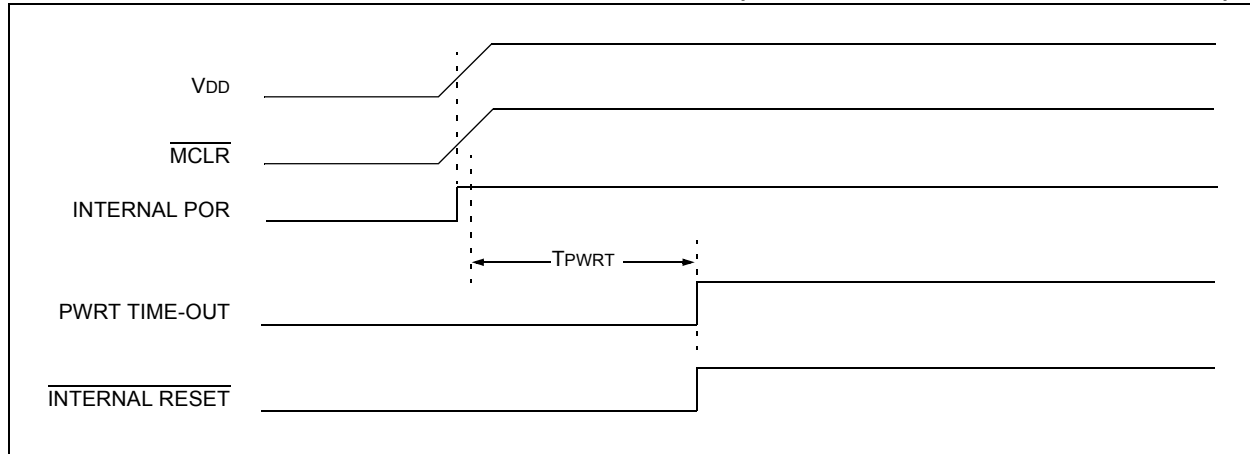 VDD
MCLR
INTERNAL POR
TPWRT
PWRT TIME-OUT
INTERNAL RESET